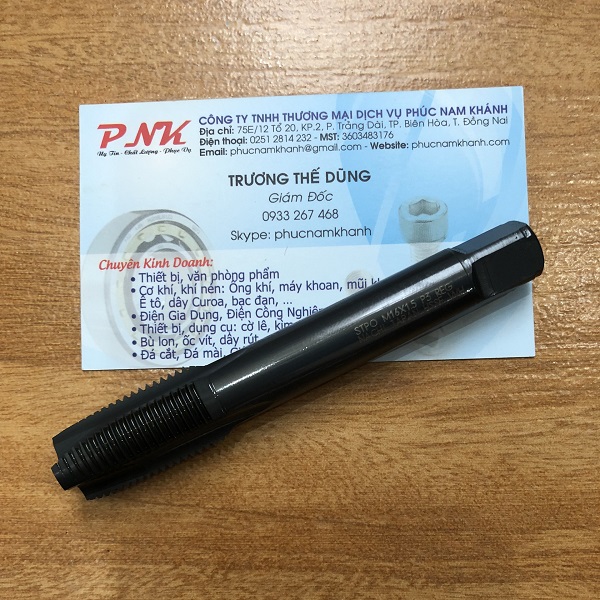 PNK
Uy Tín - Chất Lượng - Phục Vụ
CÔNG TY TNHH THƯƠNG MẠI DỊCH VỤ PHÚC NAM KHÁNH
Địa chỉ: 75E/12 Tổ 20, KP.2, P. Trảng Dài, TP. Biên Hòa, T. Đồng Nai
Điện thoại: 0251 2814 232 - MST: 3603483176
Email: phucnamkhanh@gmail.com - Website: phucnamkhanh.com
TRƯƠNG THẾ DŨNG
Giám Đốc
0933 267 468
Skype: phucnamkhanh
Chuyên Kinh Doanh:
• Thiết bị, văn phòng phẩm
• Cơ khí, khí nén: Ống khí, máy khoan, mũi
Ê tô, dây Curoa, bạc đạn, ...
• Điện Gia Dụng, Điện Công Nghiệ
• Thiết bị, dụng cụ: cờ lê, kìm
• Bù lon, ốc vít, dây rút
• Đá cắt, Đá mài,
STPO M16X1.5 P5